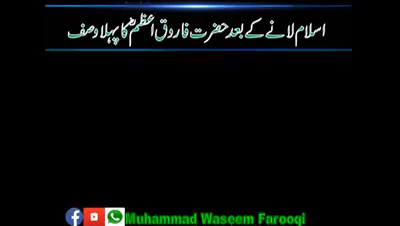 اسلام لانے کے بعد حضرت فاروق اعظمؓ کا پہلا وصف
Muhammad Waseem Farooqi